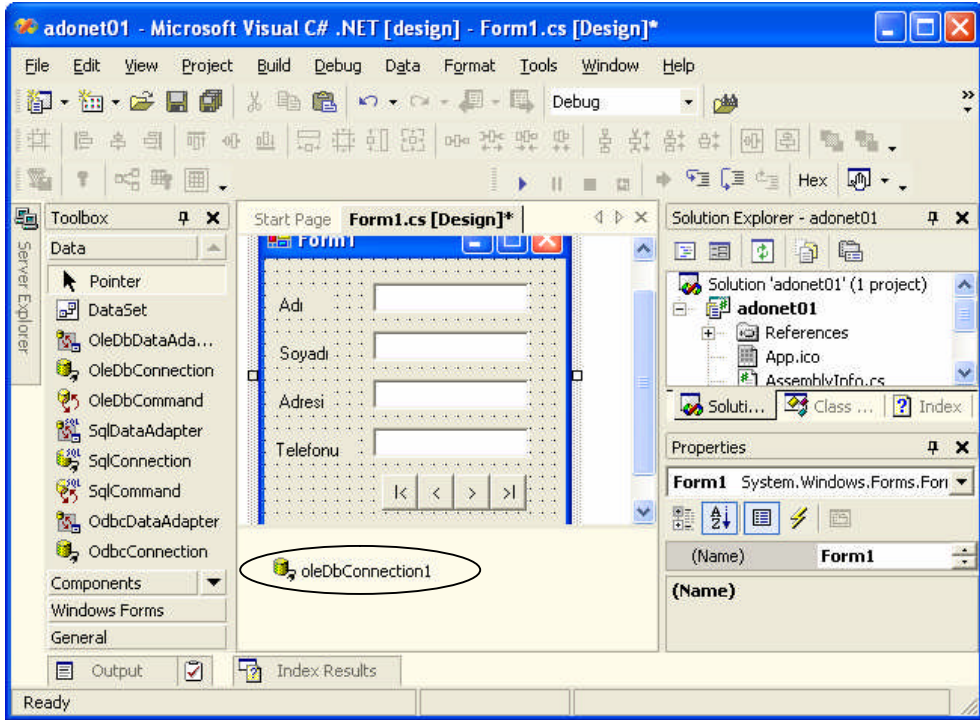 adonet01 - Microsoft Visual C# .NET [design] - Form1.cs [Design]*
File Edit View Project Build Debug Data Format Tools Window Help
Debug
Hex
Server Explorer
Toolbox
Data
Pointer
DataSet
OleDbDataAda...
OleDbConnection
OleDbCommand
SqlDataAdapter
SqlConnection
SqlCommand
OdbcDataAdapter
OdbcConnection
Components
Windows Forms
General
Start Page Form1.cs [Design]*
Form1
Adı
Soyadı
Adresi
Telefonu
|< < > >|
oleDbConnection1
Solution Explorer - adonet01
Solution 'adonet01' (1 project)
adonet01
References
App.ico
AssemblyInfo.cs
Soluti... Class ... Index
Properties
Form1 System.Windows.Forms.Forr
(Name) Form1
(Name)
Output Index Results
Ready